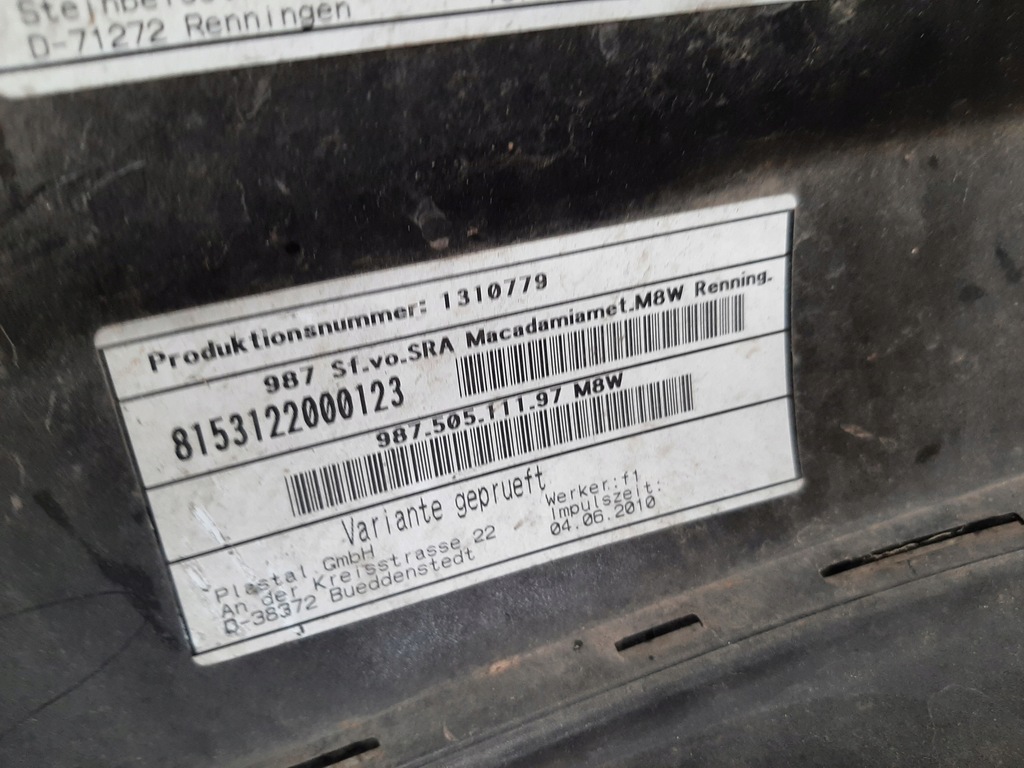 D-71272 Renningen
Produktionsnummer: 1310779
987 Sf.vo.SRA Macadamiamet.M8W Renning.
8153122000123
987.505.111.97 M8W
Variante geprueft
Werker:f1
Impulszeit:
04.06.2010
Plastal GmbH
An der Kreisstrasse 22
D-38372 Bueddenstedt